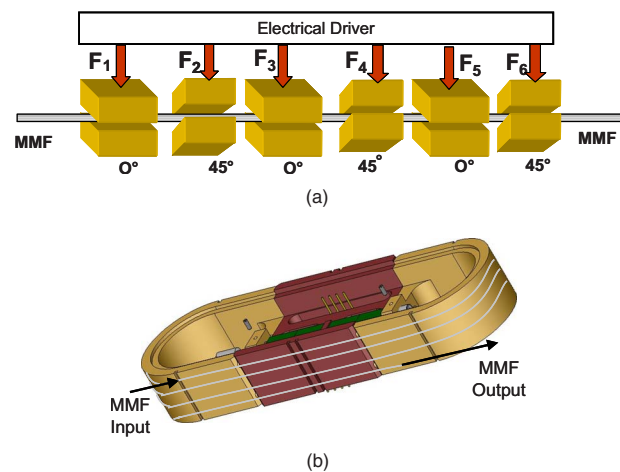 Electrical Driver
F1 F2 F3 F4 F5 F6
MMF MMF
O° 45° O° 45° O° 45°
(a)
MMF
Input
MMF
Output
(b)